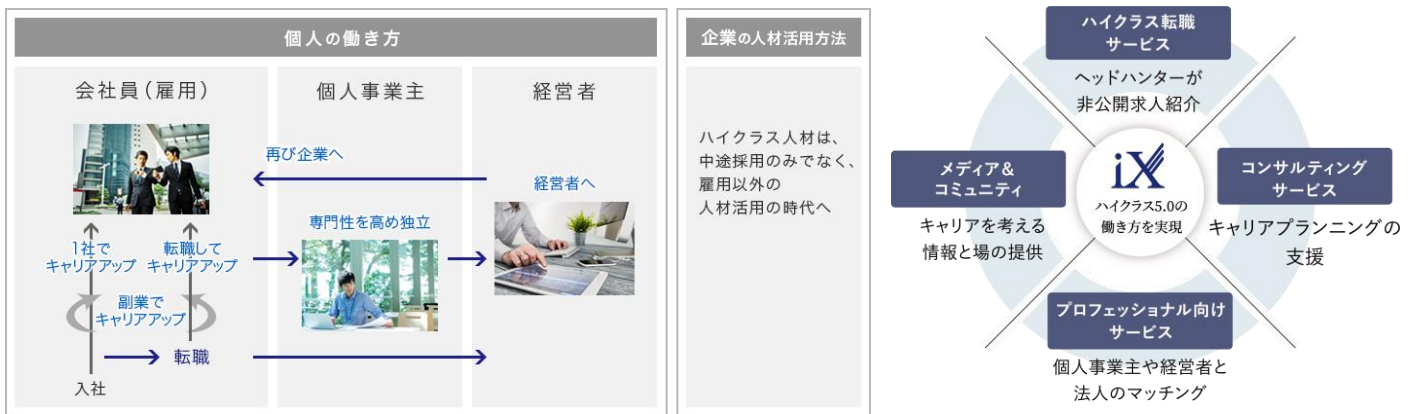 個人の働き方
会社員(雇用)
個人事業主
経営者
再び企業へ
経営者へ
専門性を高め独立
1社で
キャリアアップ
転職して
キャリアアップ
副業で
キャリアアップ
転職
入社
企業の人材活用方法
ハイクラス人材は、
中途採用のみでなく、
雇用以外の
人材活用の時代へ
ハイクラス転職
サービス
ヘッドハンターが
非公開求人紹介
メディア&
コミュニティ
キャリアを考える
情報と場の提供
iX
ハイクラス5.0の
働き方を実現
コンサルティング
サービス
キャリアプランニングの
支援
プロフェッショナル向け
サービス
個人事業主や経営者と
法人のマッチング